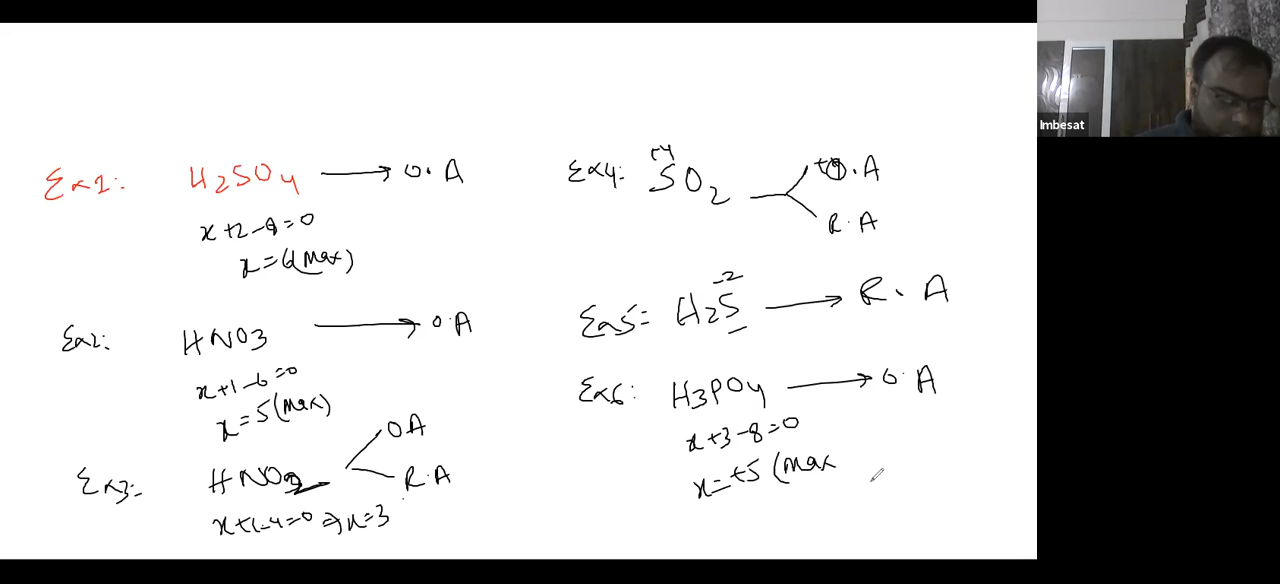 Ex1: H2SO4 → O.A
x+2-8=0
x=6(Max)
Ex2: HNO3 → O.A
x+1-6=0
x=5(Max)
Ex3:- HNO2 O.A
R.A
x+1-4=0 ⇒ x=3
Ex4: +4
SO2 O.A
R.A
Ex5= H2S -2 → R.A
Ex6: H3PO4 → O.A
x+3-8=0
x=+5 (Max
Imbesat